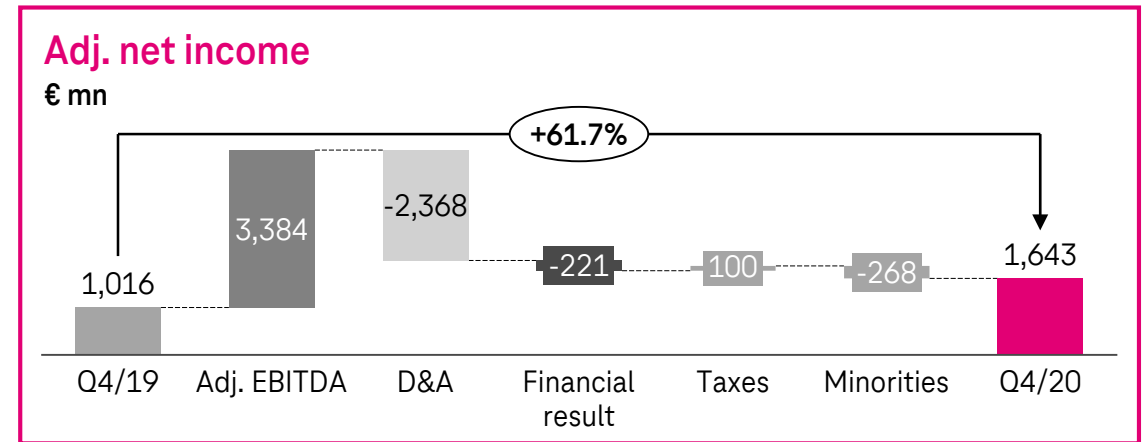 Adj. net income
€ mn
+61.7%
1,016
3,384
-2,368
-221
100
-268
1,643
Q4/19
Adj. EBITDA
D&A
Financial
result
Taxes
Minorities
Q4/20